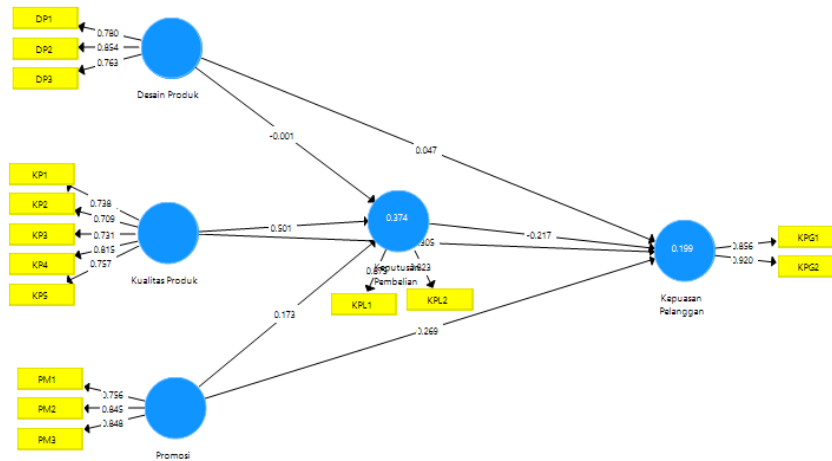 DP1
0.780
DP2
0.854
DP3
0.763
Desain Produk
-0.001
0.047
KP1
0.738
KP2
0.709
KP3
0.731
KP4
0.815
KP5
0.757
Kualitas Produk
0.501
0.374
-0.217
Keputusan
Pembelian
KPL1
KPL2
0.199
Kepuasan
Pelanggan
0.856
KPG1
0.920
KPG2
0.173
0.269
PM1
0.756
PM2
0.845
PM3
0.848
Promosi